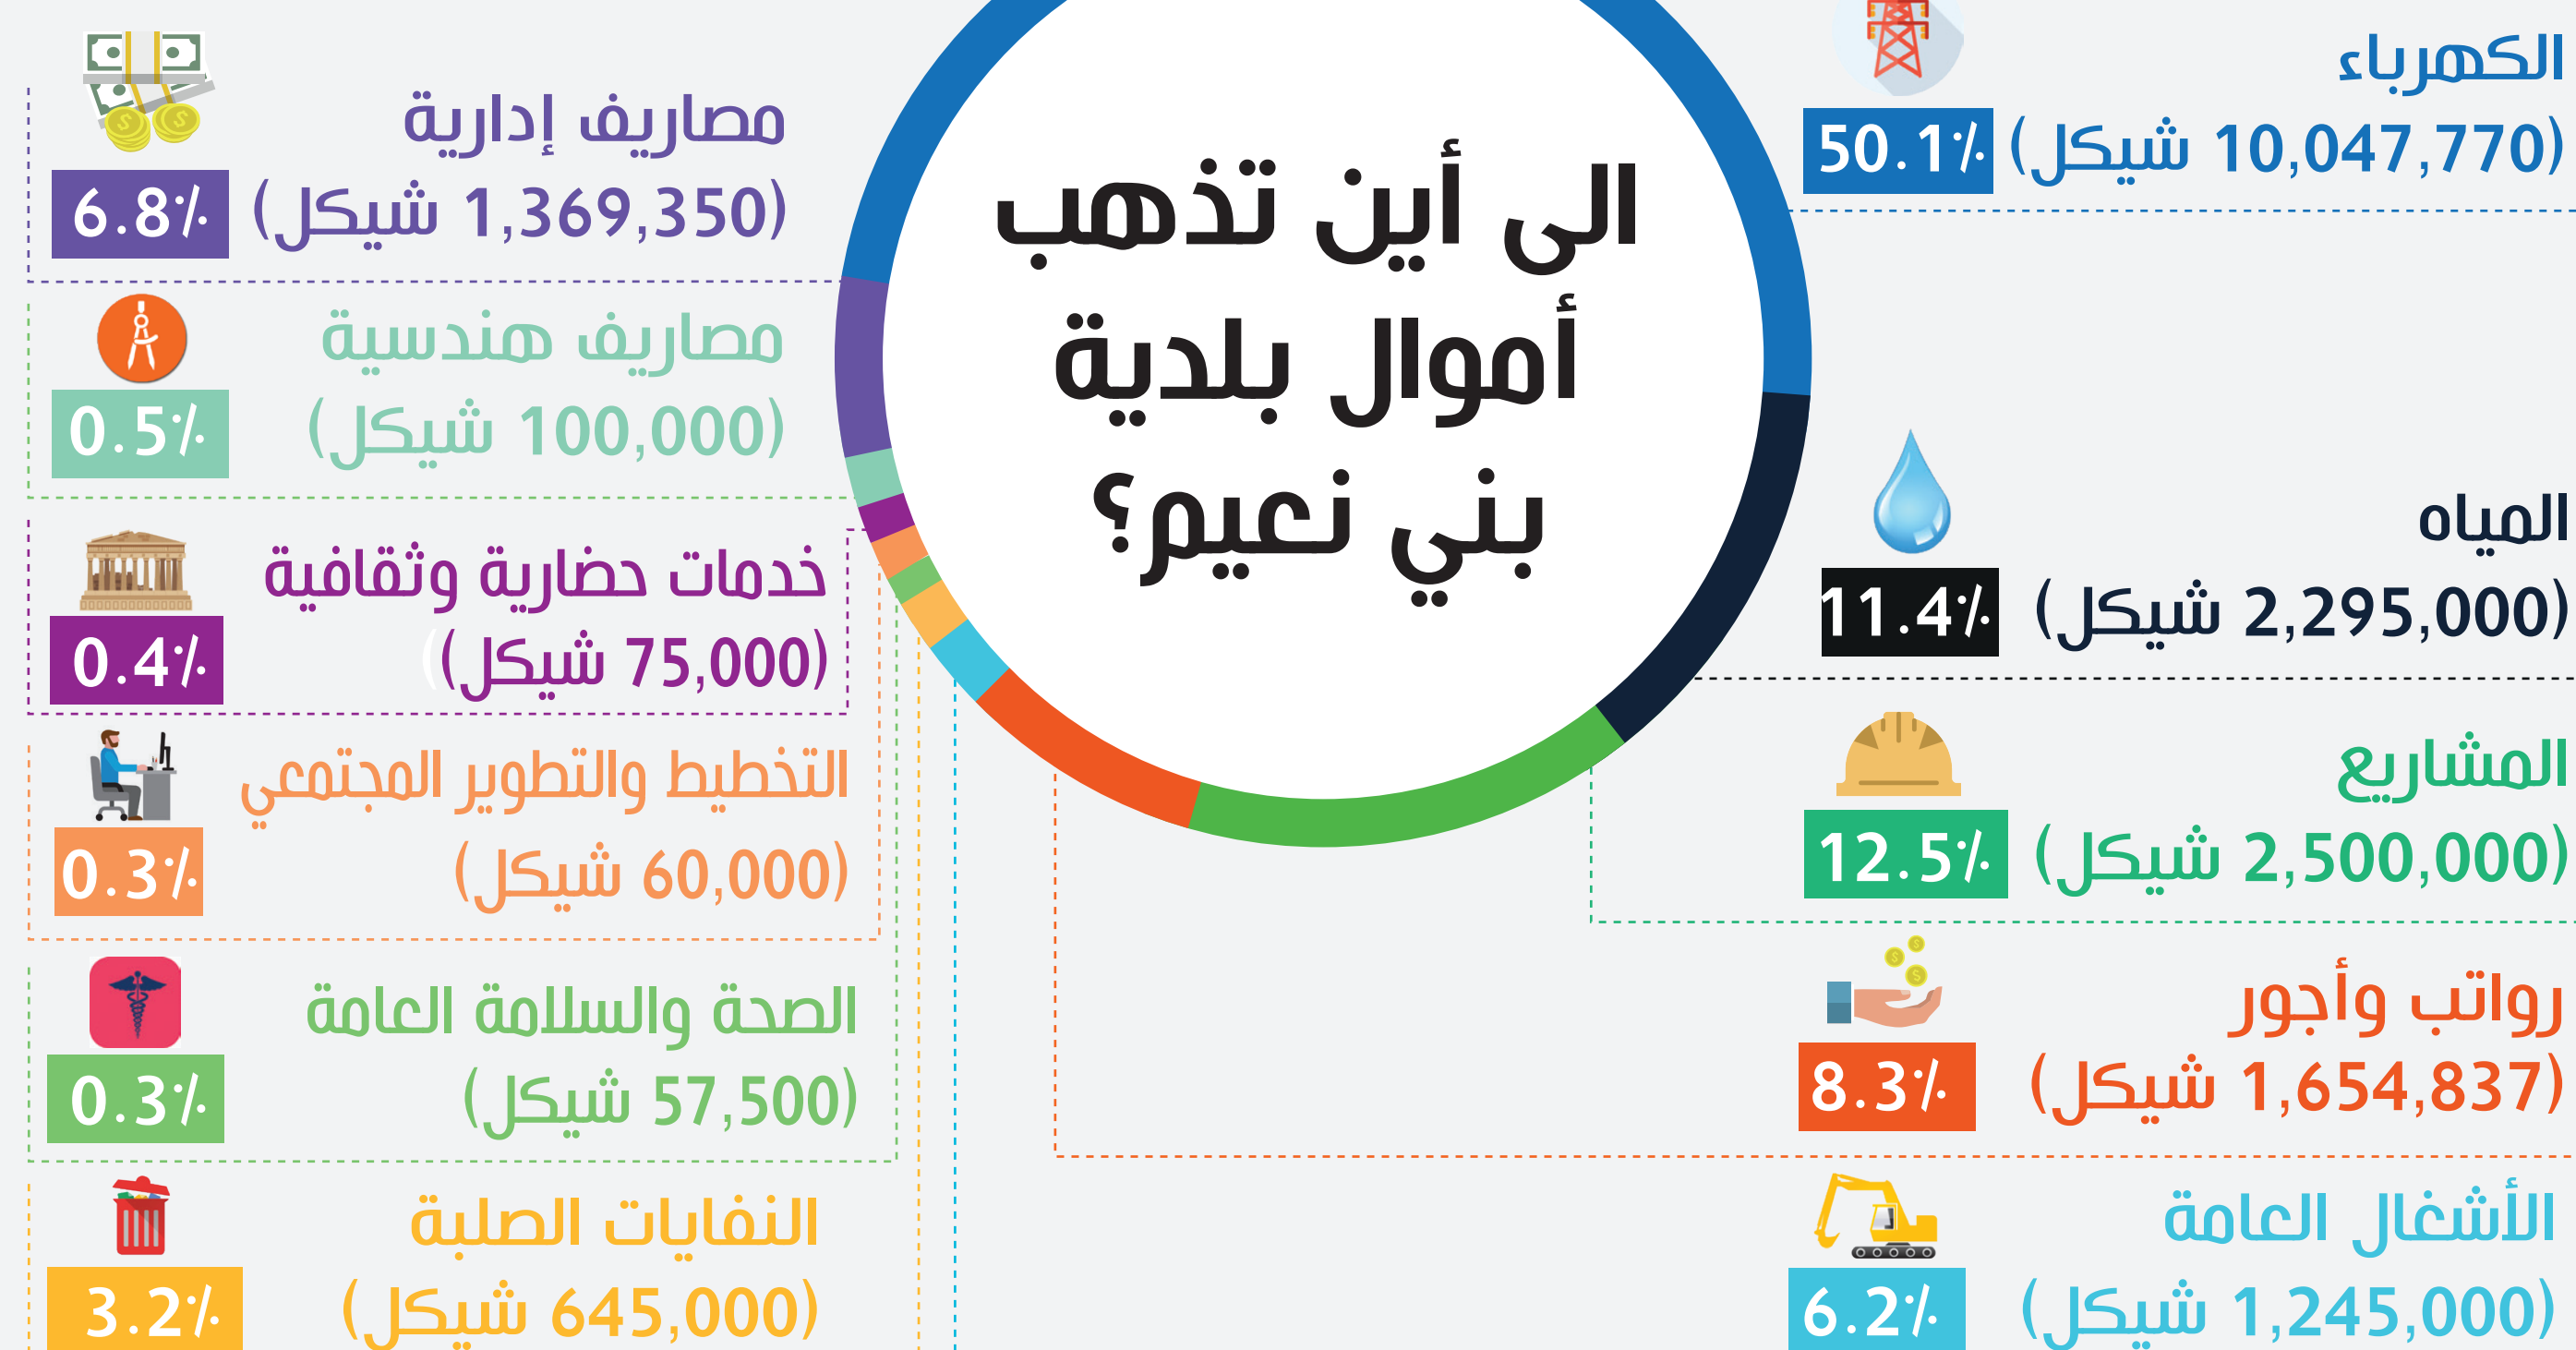 الى أين تذهب
أموال بلدية
بني نعيم؟
الكهرباء
(10,047,770 شيكل) 50.1٪
المياه
(2,295,000 شيكل) 11.4٪
المشاريع
(2,500,000 شيكل) 12.5٪
رواتب وأجور
(1,654,837 شيكل) 8.3٪
الأشغال العامة
(1,245,000 شيكل) 6.2٪
مصاريف إدارية
(1,369,350 شيكل) 6.8٪
مصاريف هندسية
(100,000 شيكل) 0.5٪
خدمات حضارية وثقافية
(75,000 شيكل)) 0.4٪
التخطيط والتطوير المجتمعي
(60,000 شيكل) 0.3٪
الصحة والسلامة العامة
(57,500 شيكل) 0.3٪
النفايات الصلبة
(645,000 شيكل) 3.2٪